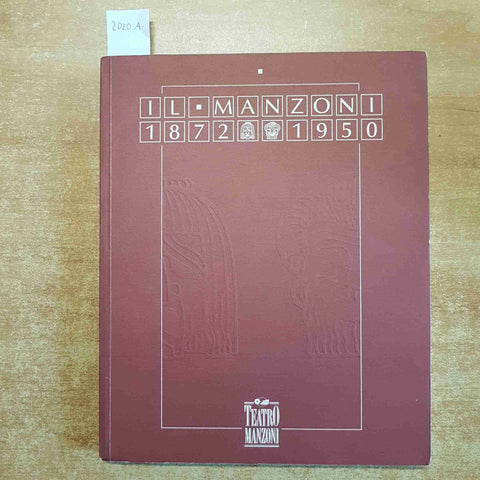 2020.A
IL▪MANZONI
1872 1950
TEATRO
MANZONI